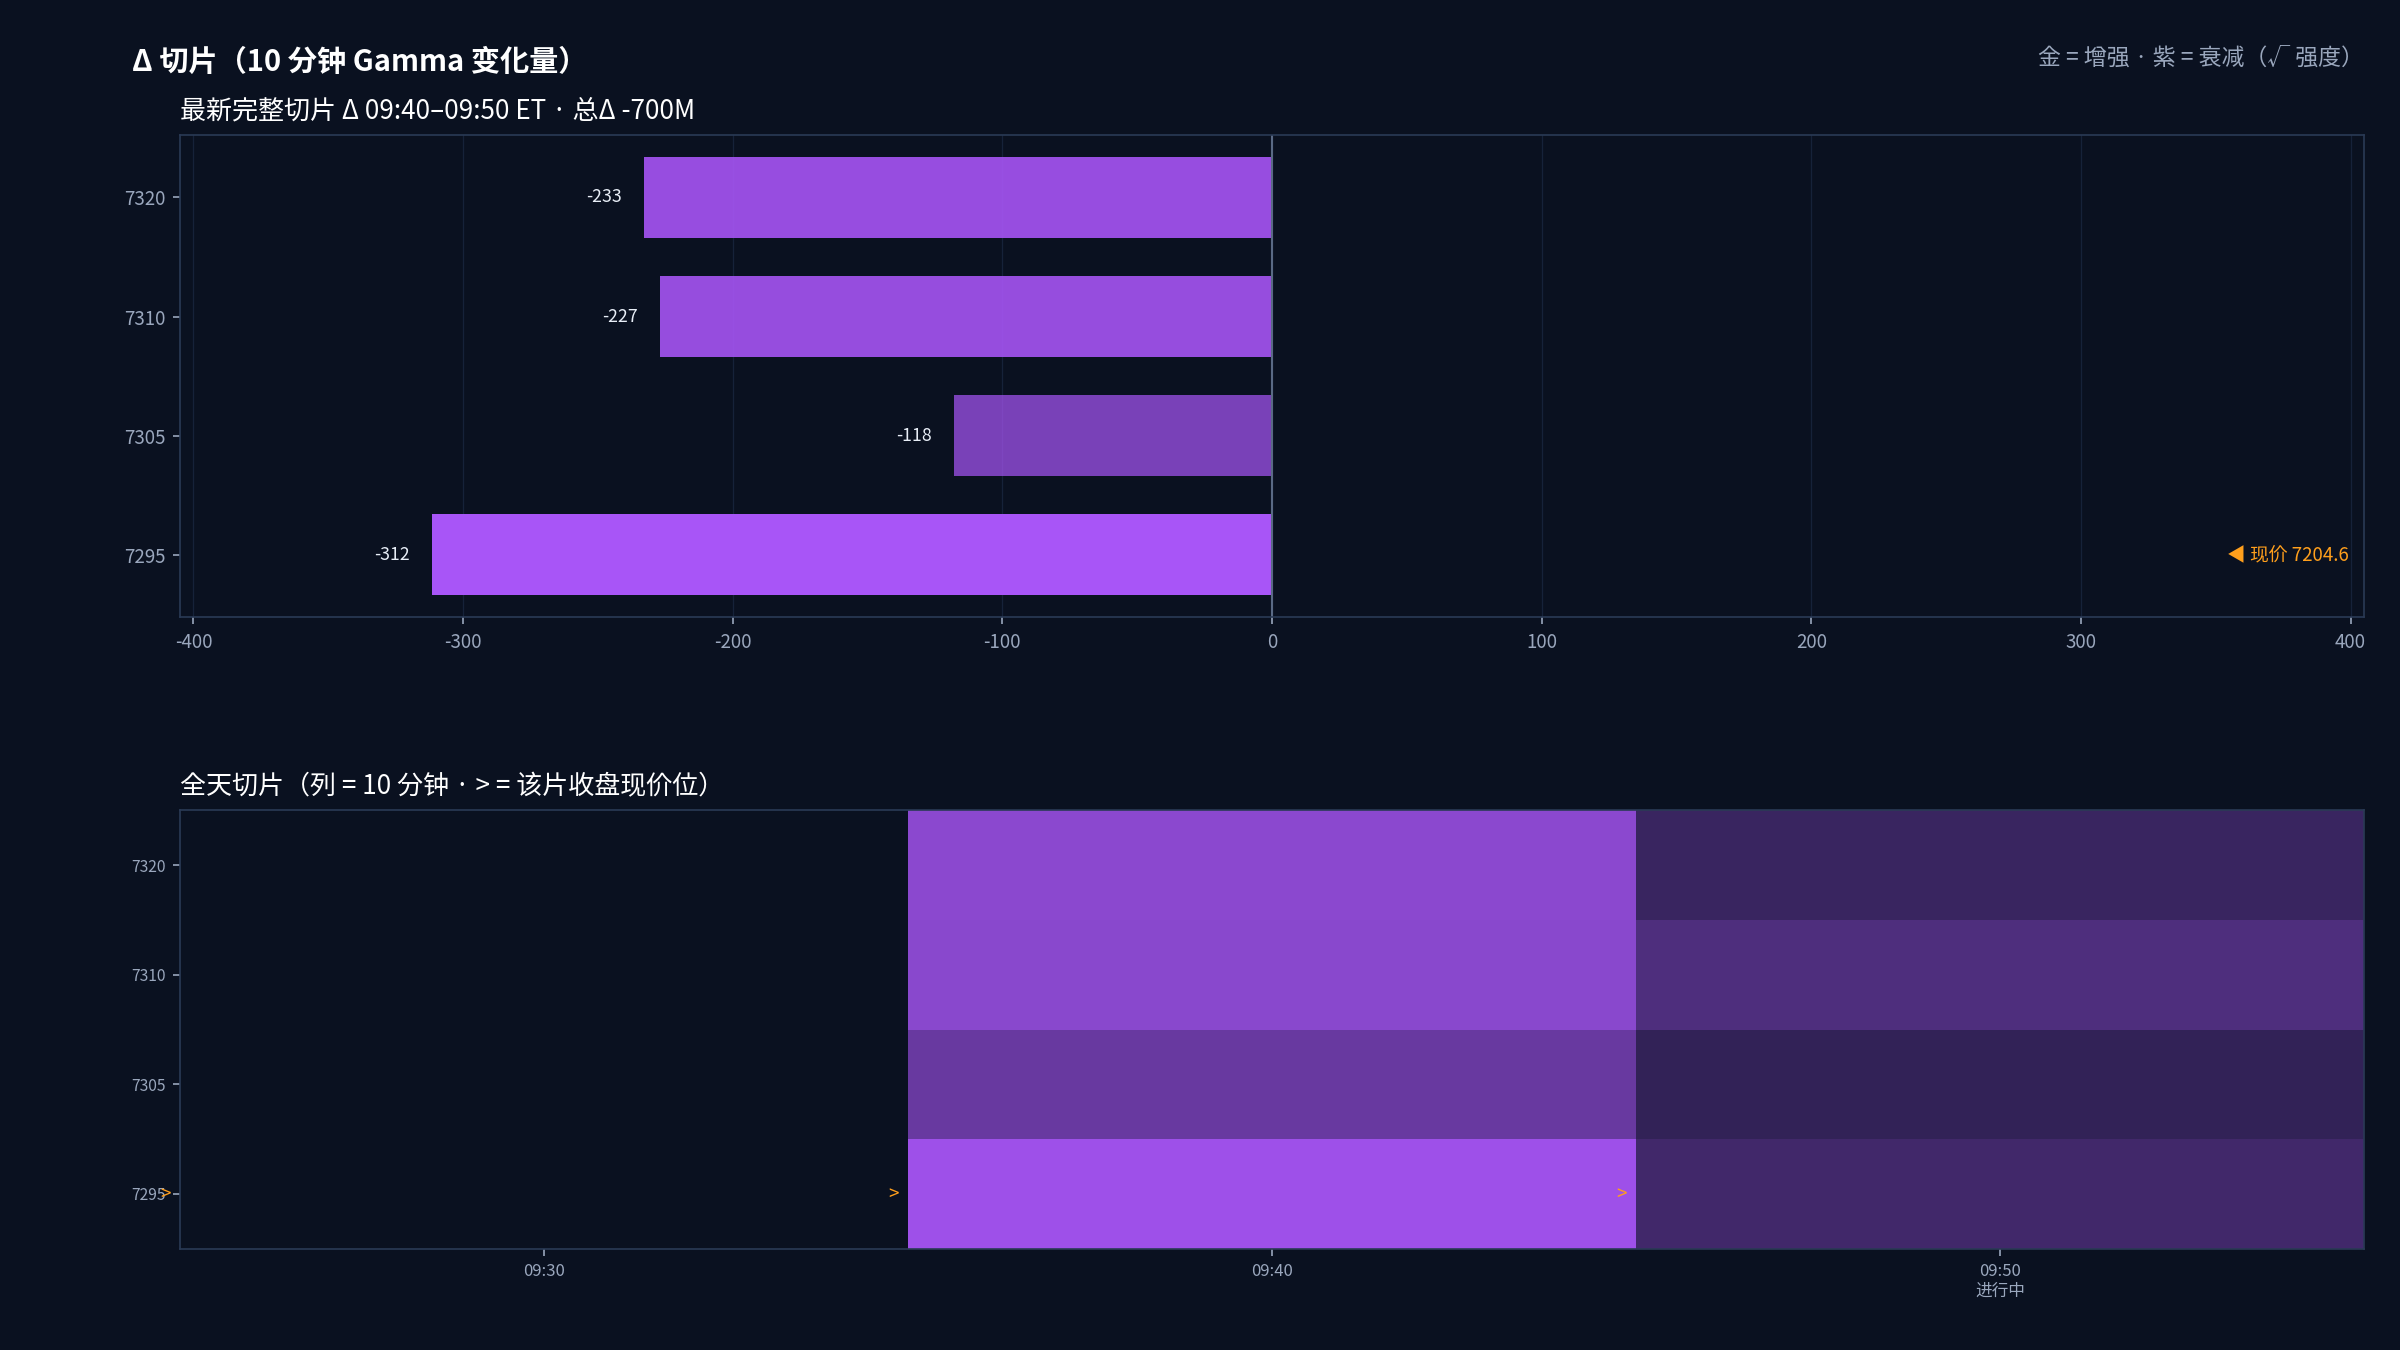 Δ 切片（10 分钟 Gamma 变化量）
金 = 增强 · 紫 = 衰减（√ 强度）
最新完整切片 Δ 09:40–09:50 ET · 总Δ -700M
7320
-233
7310
-227
7305
-118
7295
-312
◀ 现价 7204.6
-400 -300 -200 -100 0 100 200 300 400
全天切片（列 = 10 分钟 · > = 该片收盘现价位）
7320
7310
7305
7295 > > >
09:30 09:40 09:50
进行中